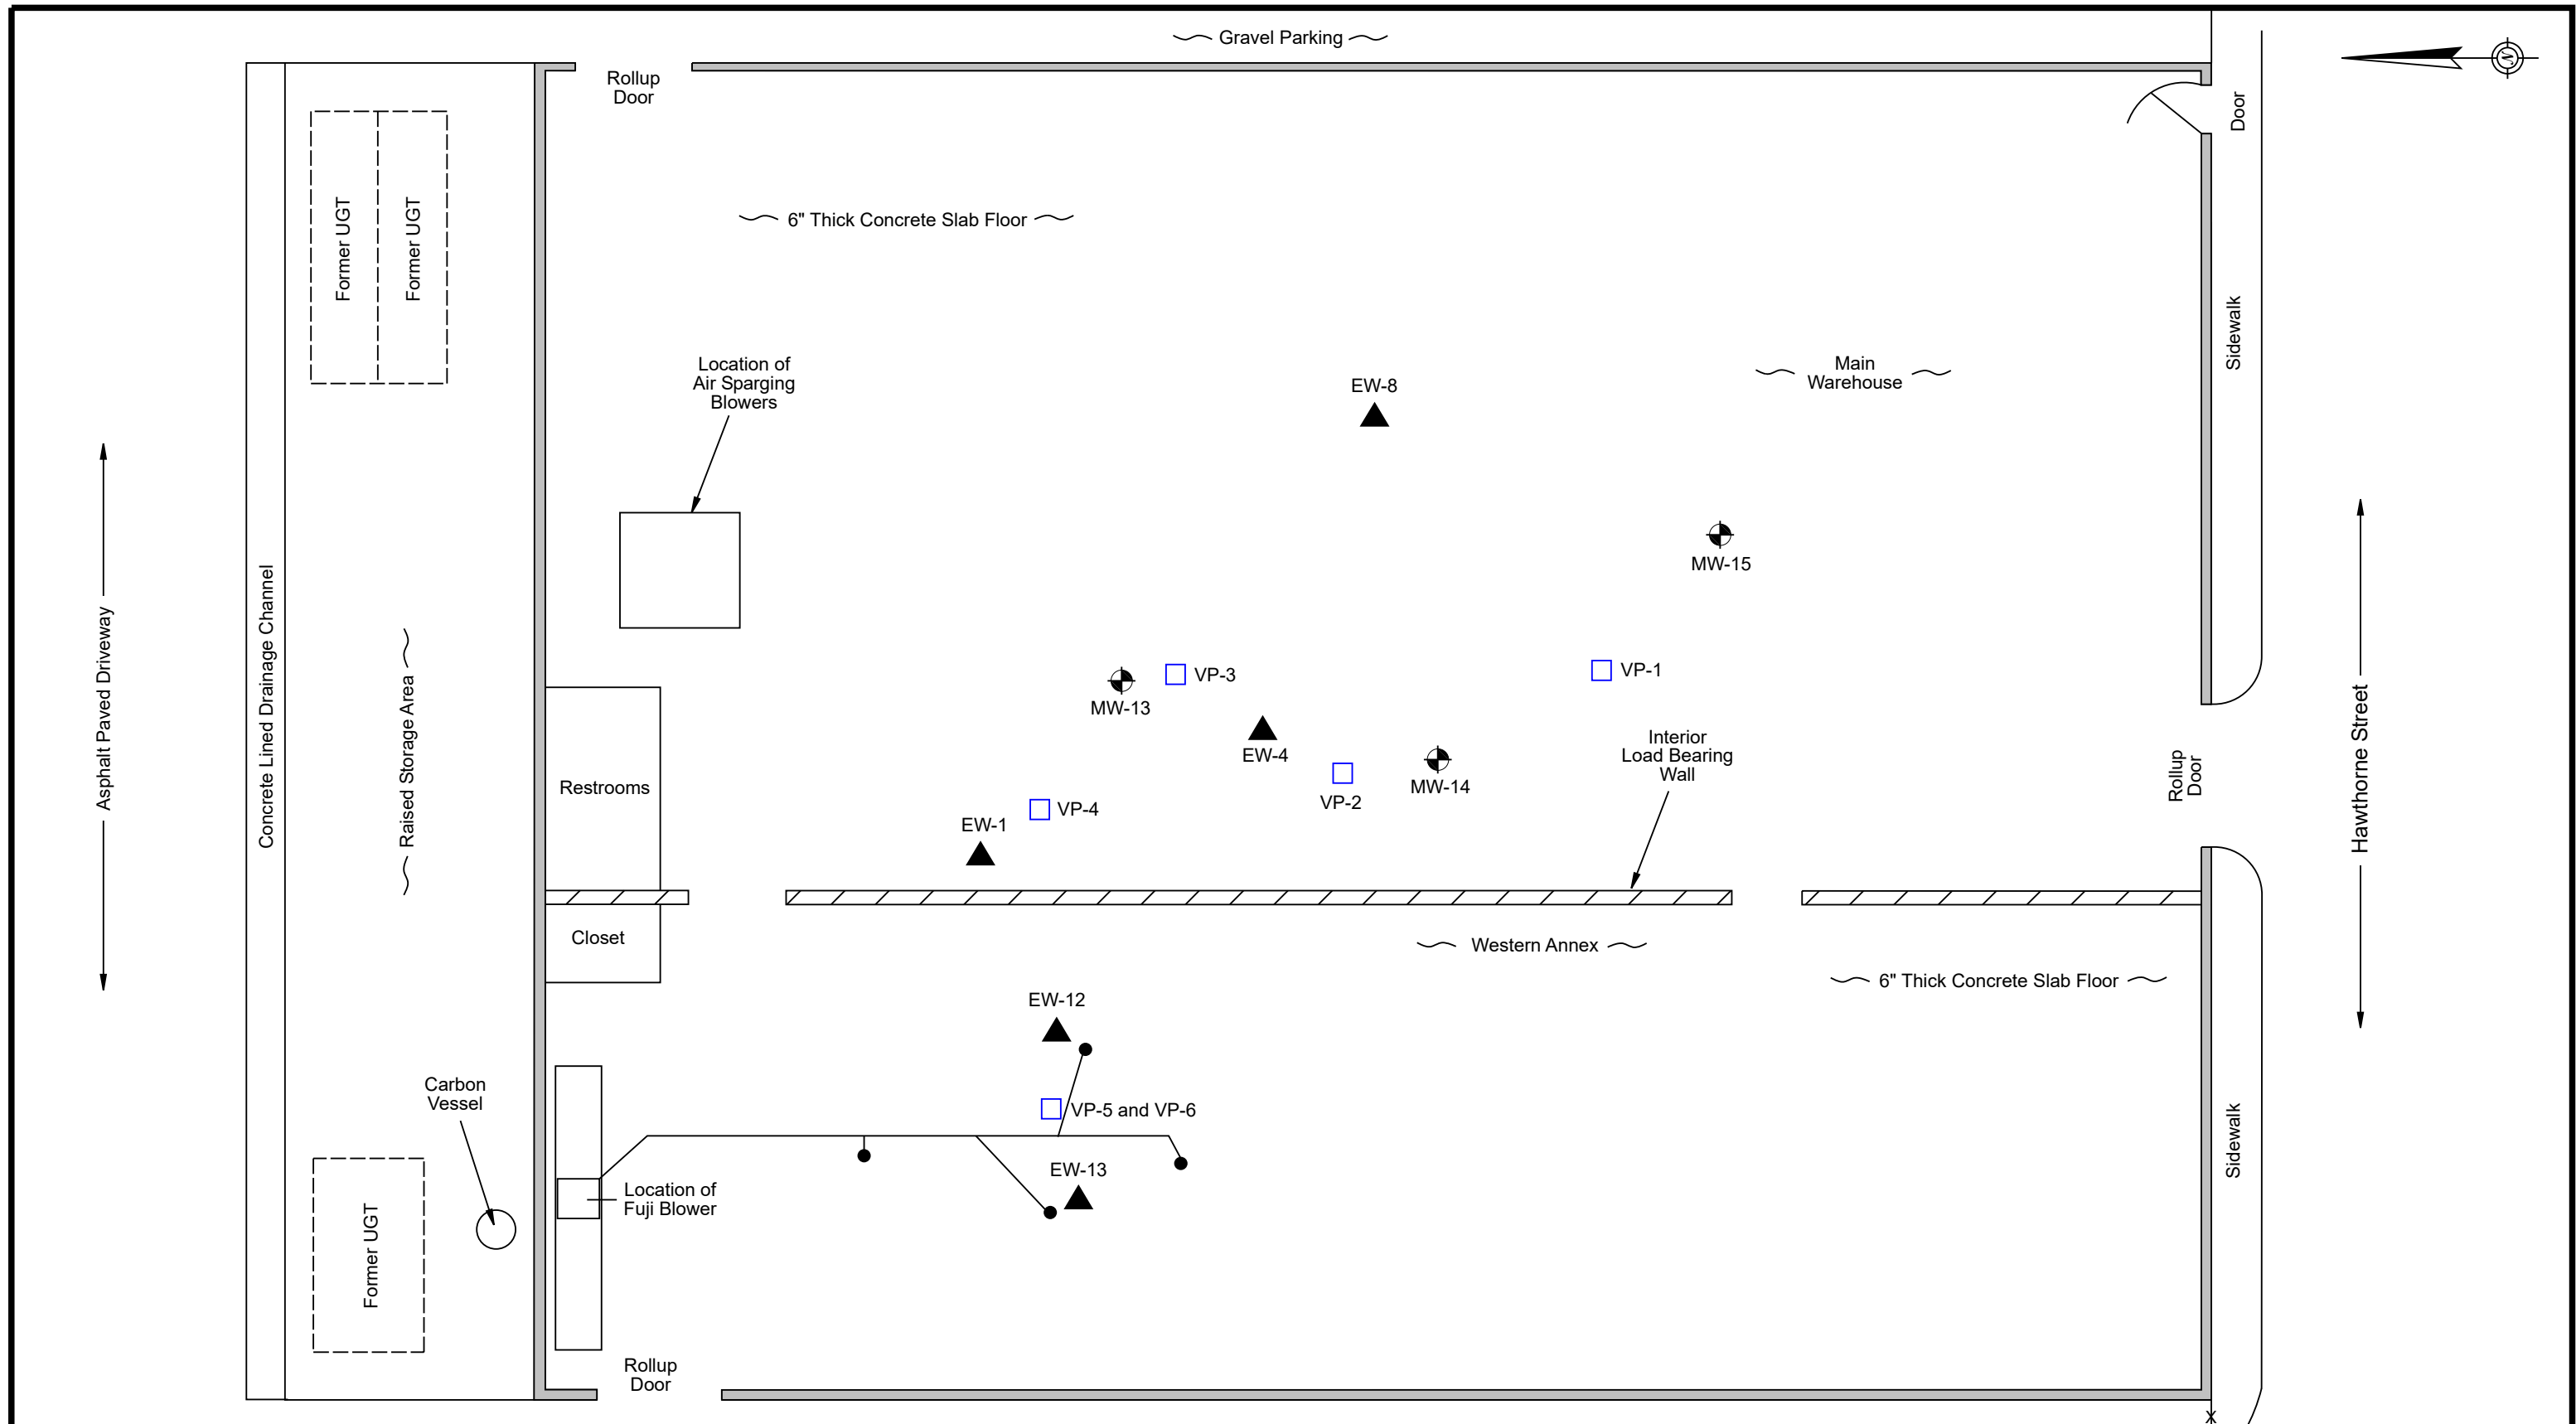 Gravel Parking
Rollup
Door
Door
N
Former UGT
Former UGT
6" Thick Concrete Slab Floor
Sidewalk
Location of
Air Sparging
Blowers
Main
Warehouse
EW-8
MW-15
VP-3
VP-1
MW-13
EW-4
Interior
Load Bearing
Wall
MW-14
VP-2
Rollup
Door
Hawthorne Street
Asphalt Paved Driveway
Concrete Lined Drainage Channel
Raised Storage Area
Restrooms
VP-4
EW-1
Closet
Western Annex
6" Thick Concrete Slab Floor
EW-12
Carbon
Vessel
VP-5 and VP-6
Sidewalk
EW-13
Location of
Fuji Blower
Former UGT
Rollup
Door
X